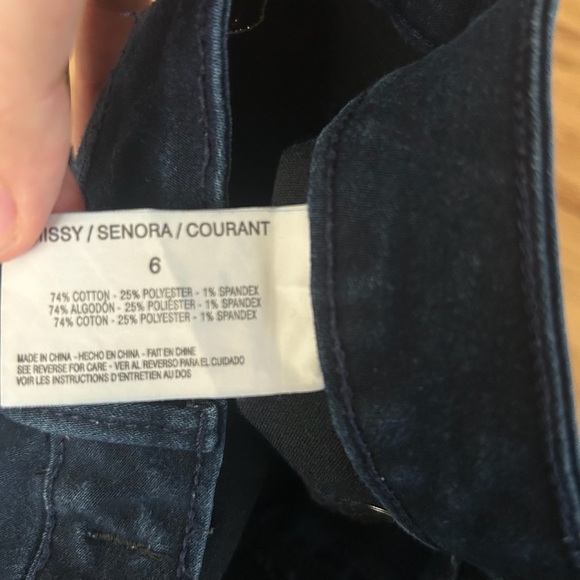 MISSY / SENORA / COURANT
6
74% COTTON - 25% POLYESTER - 1% SPANDEX
74% ALGODÓN - 25% POLIÉSTER - 1% SPANDEX
74% COTON - 25% POLYESTER - 1% SPANDEX
MADE IN CHINA - HECHO EN CHINA - FAIT EN CHINE
SEE REVERSE FOR CARE - VER AL REVERSO PARA EL CUIDADO
VOIR LES INSTRUCTIONS D'ENTRETIEN AU DOS